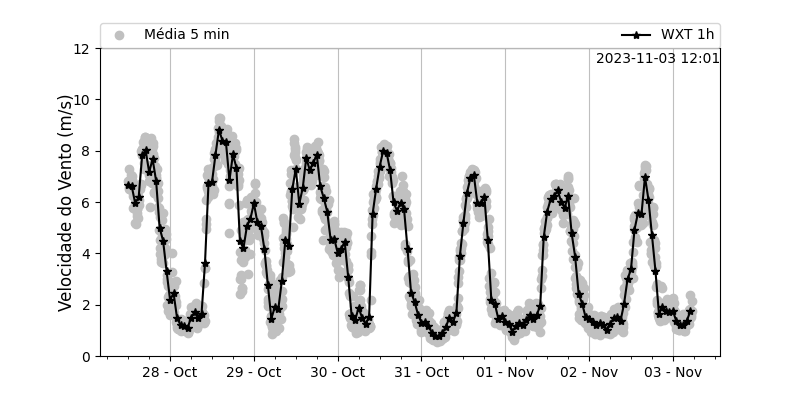 Média 5 min
WXT 1h
2023-11-03 12:01
Velocidade do Vento (m/s)
12
10
8
6
4
2
0
28 - Oct
29 - Oct
30 - Oct
31 - Oct
01 - Nov
02 - Nov
03 - Nov